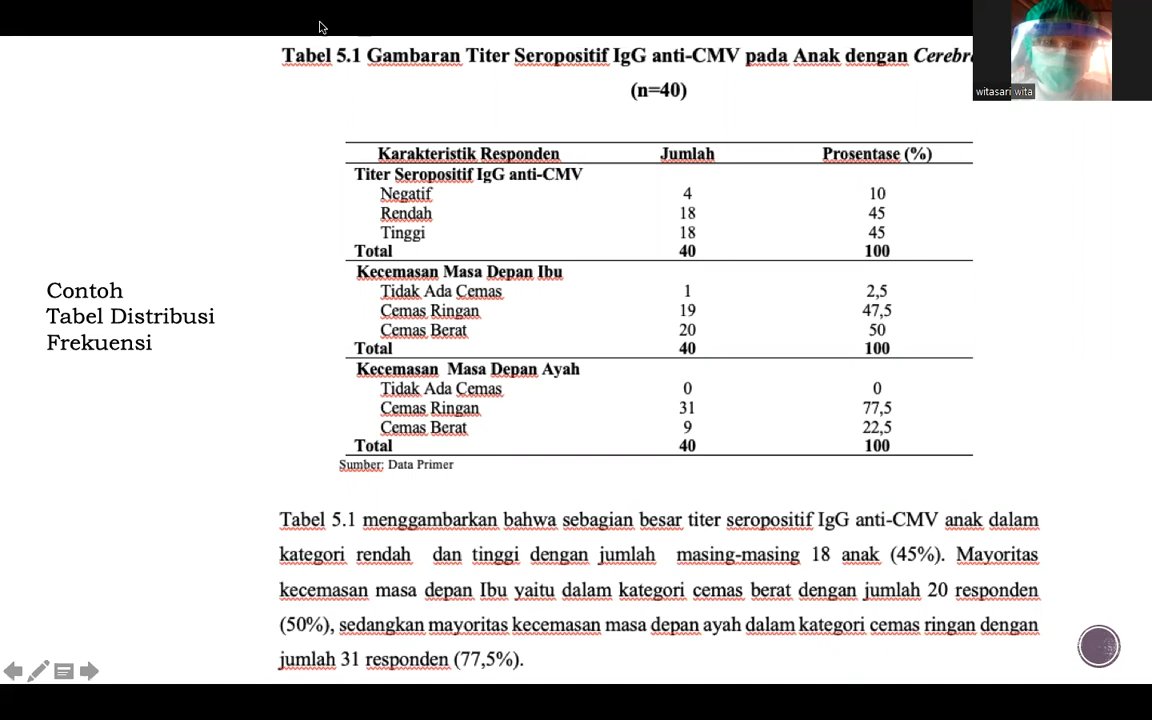 Tabel 5.1 Gambaran Titer Seropositif IgG anti-CMV pada Anak dengan
(n=40)
witasari wita
Karakteristik Responden Jumlah Prosentase (%)
Titer Seropositif IgG anti-CMV
Negatif 4 10
Rendah 18 45
Tinggi 18 45
Total 40 100
Kecemasan Masa Depan Ibu
Tidak Ada Cemas 1 2,5
Cemas Ringan 19 47,5
Cemas Berat 20 50
Total 40 100
Kecemasan Masa Depan Ayah
Tidak Ada Cemas 0 0
Cemas Ringan 31 77,5
Cemas Berat 9 22,5
Total 40 100
Sumber: Data Primer
Contoh
Tabel Distribusi
Frekuensi
Tabel 5.1 menggambarkan bahwa sebagian besar titer seropositif IgG anti-CMV anak dalam
kategori rendah dan tinggi dengan jumlah masing-masing 18 anak (45%). Mayoritas
kecemasan masa depan Ibu yaitu dalam kategori cemas berat dengan jumlah 20 responden
(50%), sedangkan mayoritas kecemasan masa depan ayah dalam kategori cemas ringan dengan
jumlah 31 responden (77,5%).